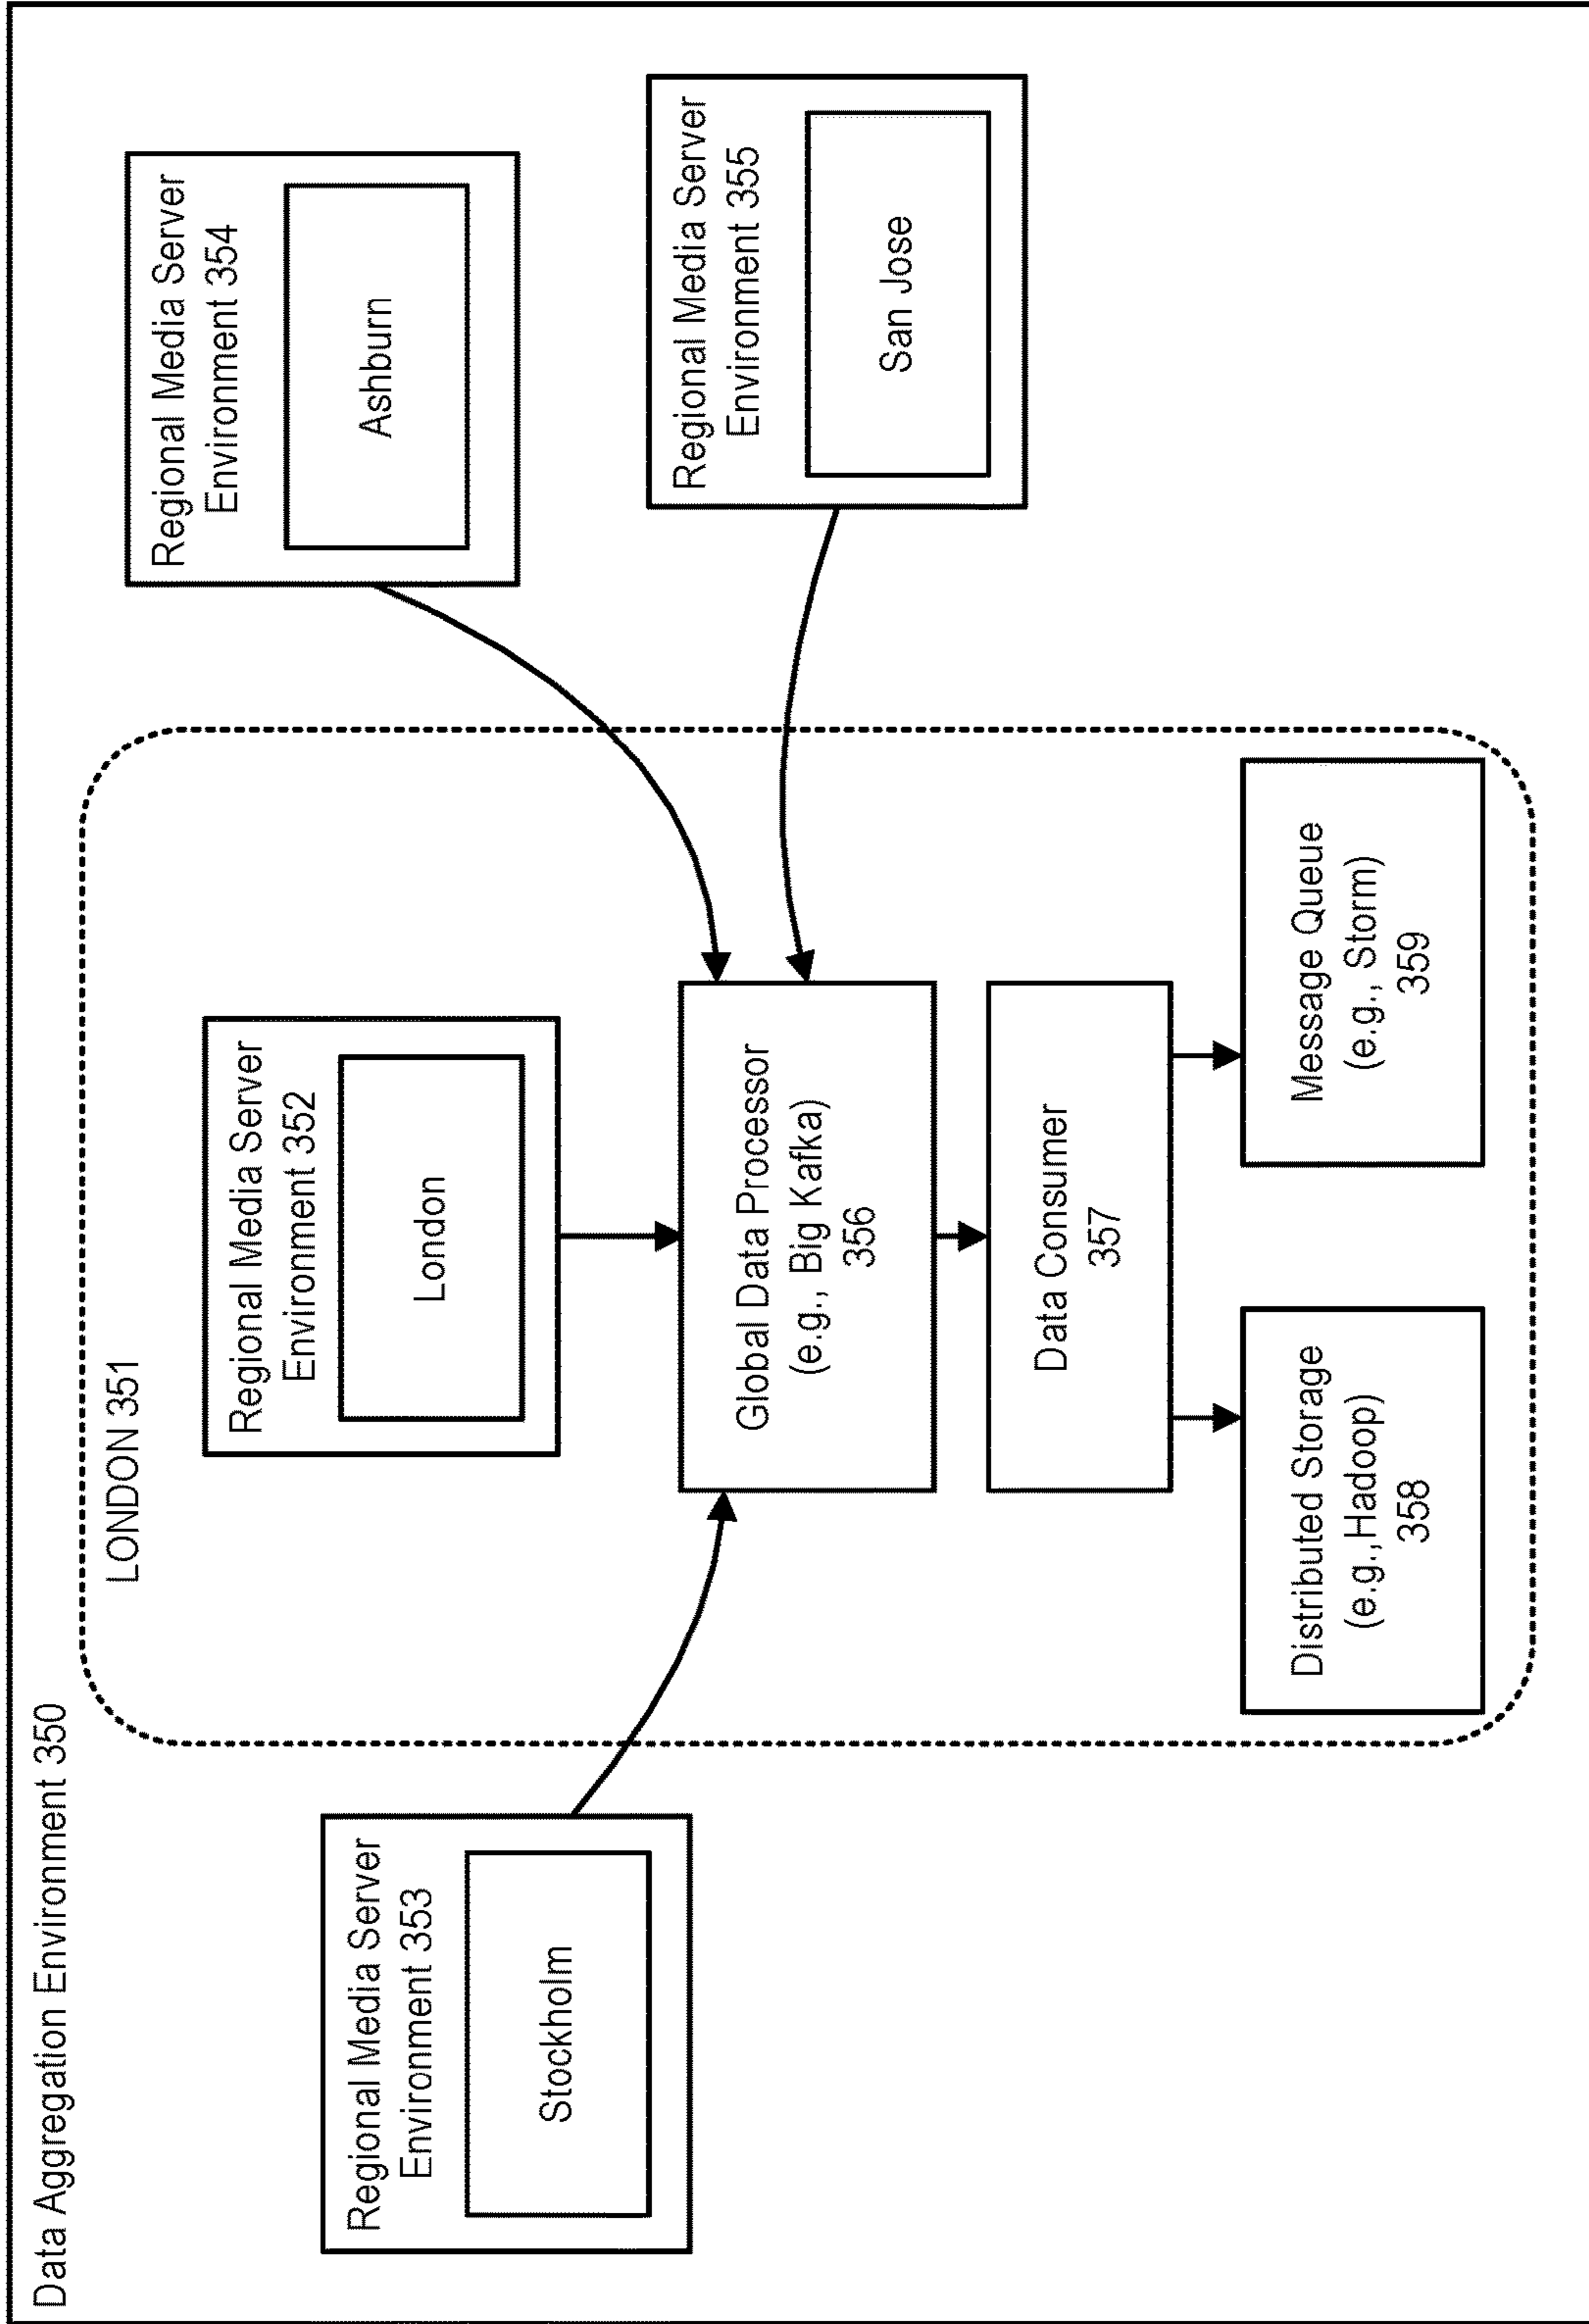 Data Aggregation Environment 350
LONDON 351
Regional Media Server
Environment 353
Stockholm
Regional Media Server
Environment 352
London
Regional Media Server
Environment 354
Ashburn
Regional Media Server
Environment 355
San Jose
Global Data Processor
(e.g., Big Kafka)
356
Data Consumer
357
Distributed Storage
(e.g.,Hadoop)
358
Message Queue
(e.g., Storm)
359